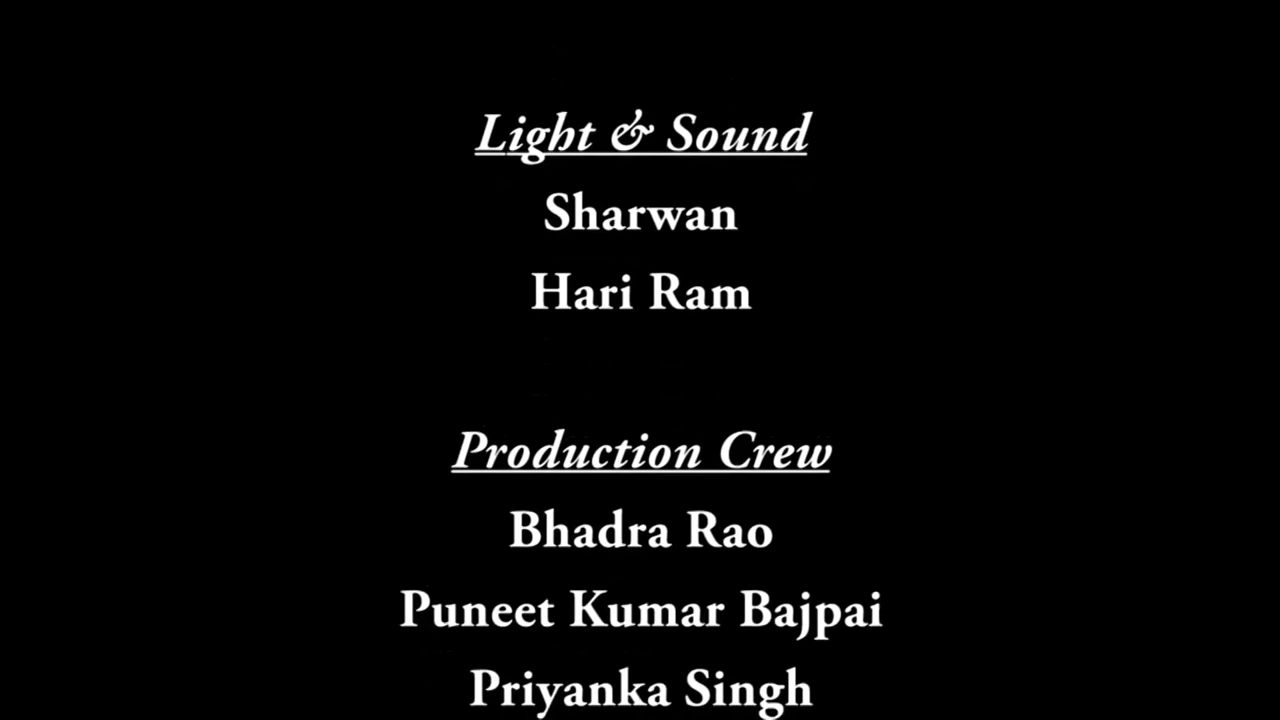 Light & Sound
Sharwan
Hari Ram
Production Crew
Bhadra Rao
Puneet Kumar Bajpai
Priyanka Singh